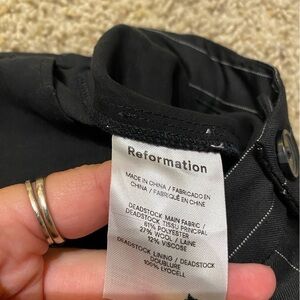 Reformation
MADE IN CHINA / FABRICADO EN
CHINA / FABRIQUÉ EN CHINE
DEADSTOCK MAIN FABRIC /
DEADSTOCK TISSU PRINCIPAL
61% POLYESTER
27% WOOL / LAINE
12% VISCOSE
DEADSTOCK LINING / DEADSTOCK
DOUBLURE
100% LYOCELL